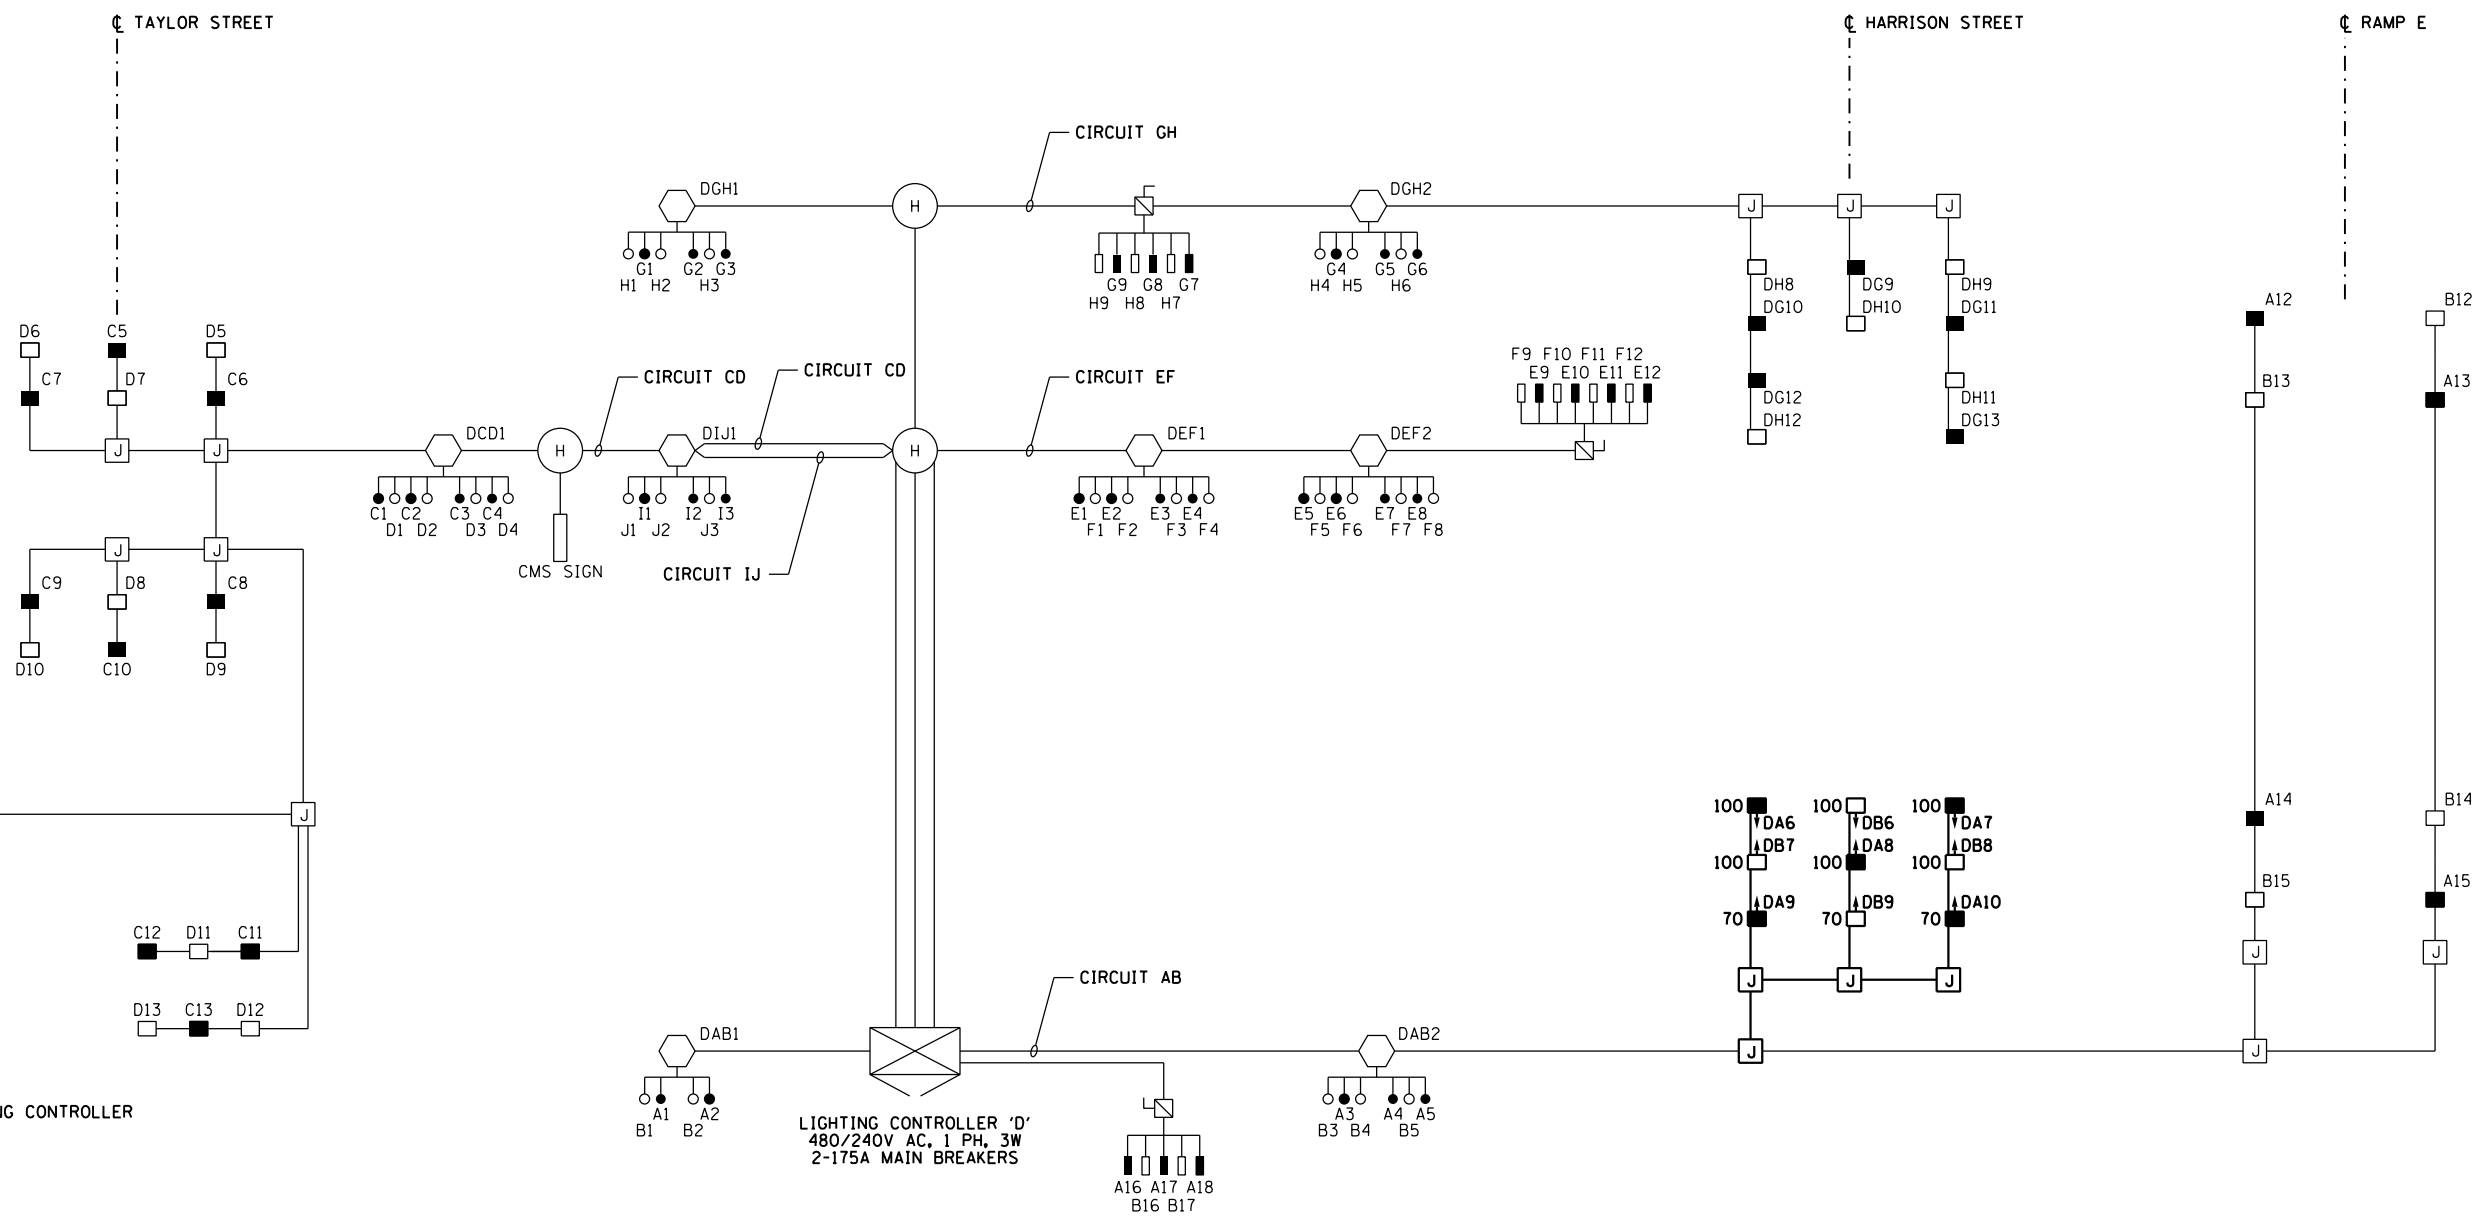 ℄ TAYLOR STREET
℄ HARRISON STREET
℄ RAMP E
CIRCUIT GH
DGH1
H
DGH2
J
J
J
G1
G2
G3
H1
H2
H3
G9
G8
G7
H9
H8
H7
G4
G5
G6
H4
H5
H6
DH8
DG10
DG9
DH10
DH9
DG11
DG12
DH12
DH11
DG13
A12
B12
B13
A13
D6
C5
D5
C7
D7
C6
CIRCUIT CD
CIRCUIT CD
CIRCUIT EF
F9 F10 F11 F12
E9 E10 E11 E12
J
J
DCD1
H
DIJ1
H
DEF1
DEF2
C1 C2 C3 C4
D1 D2 D3 D4
I1 I2 I3
J1 J2 J3
E1 E2 E3 E4
F1 F2 F3 F4
E5 E6 E7 E8
F5 F6 F7 F8
J
J
CMS SIGN
CIRCUIT IJ
C9
D8
C8
D10
C10
D9
J
100
DA6
100
DB6
100
DA7
DB7
100
DA8
100
DB8
100
DA9
70
DB9
70
DA10
70
A14
B14
B15
A15
J
J
J
J
J
C12 D11 C11
D13 C13 D12
CIRCUIT AB
DAB1
DAB2
J
J
A1 A2
B1 B2
A3 A4 A5
B3 B4 B5
NG CONTROLLER
LIGHTING CONTROLLER 'D'
480/240V AC, 1 PH, 3W
2-175A MAIN BREAKERS
A16 A17 A18
B16 B17